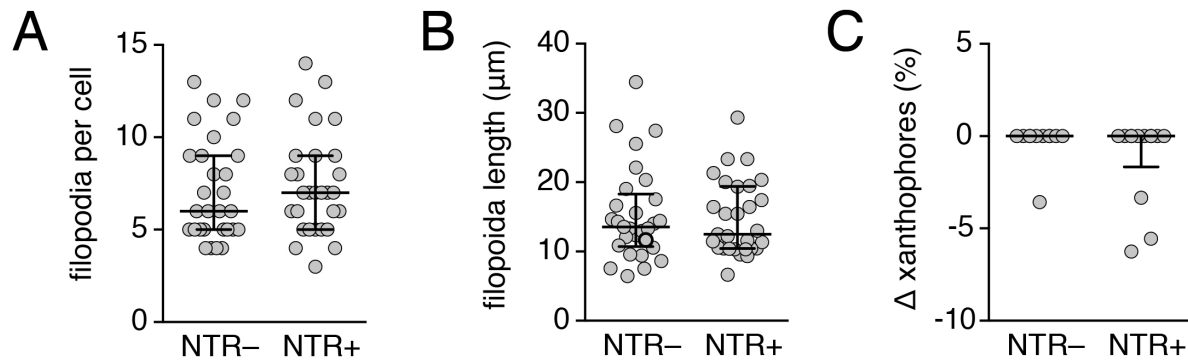 A
filopodia per cell
15
10
5
0
NTR–
NTR+
B
filopoida length (µm)
40
30
20
10
0
NTR–
NTR+
C
Δ xanthophores (%)
5
0
-5
-10
NTR–
NTR+